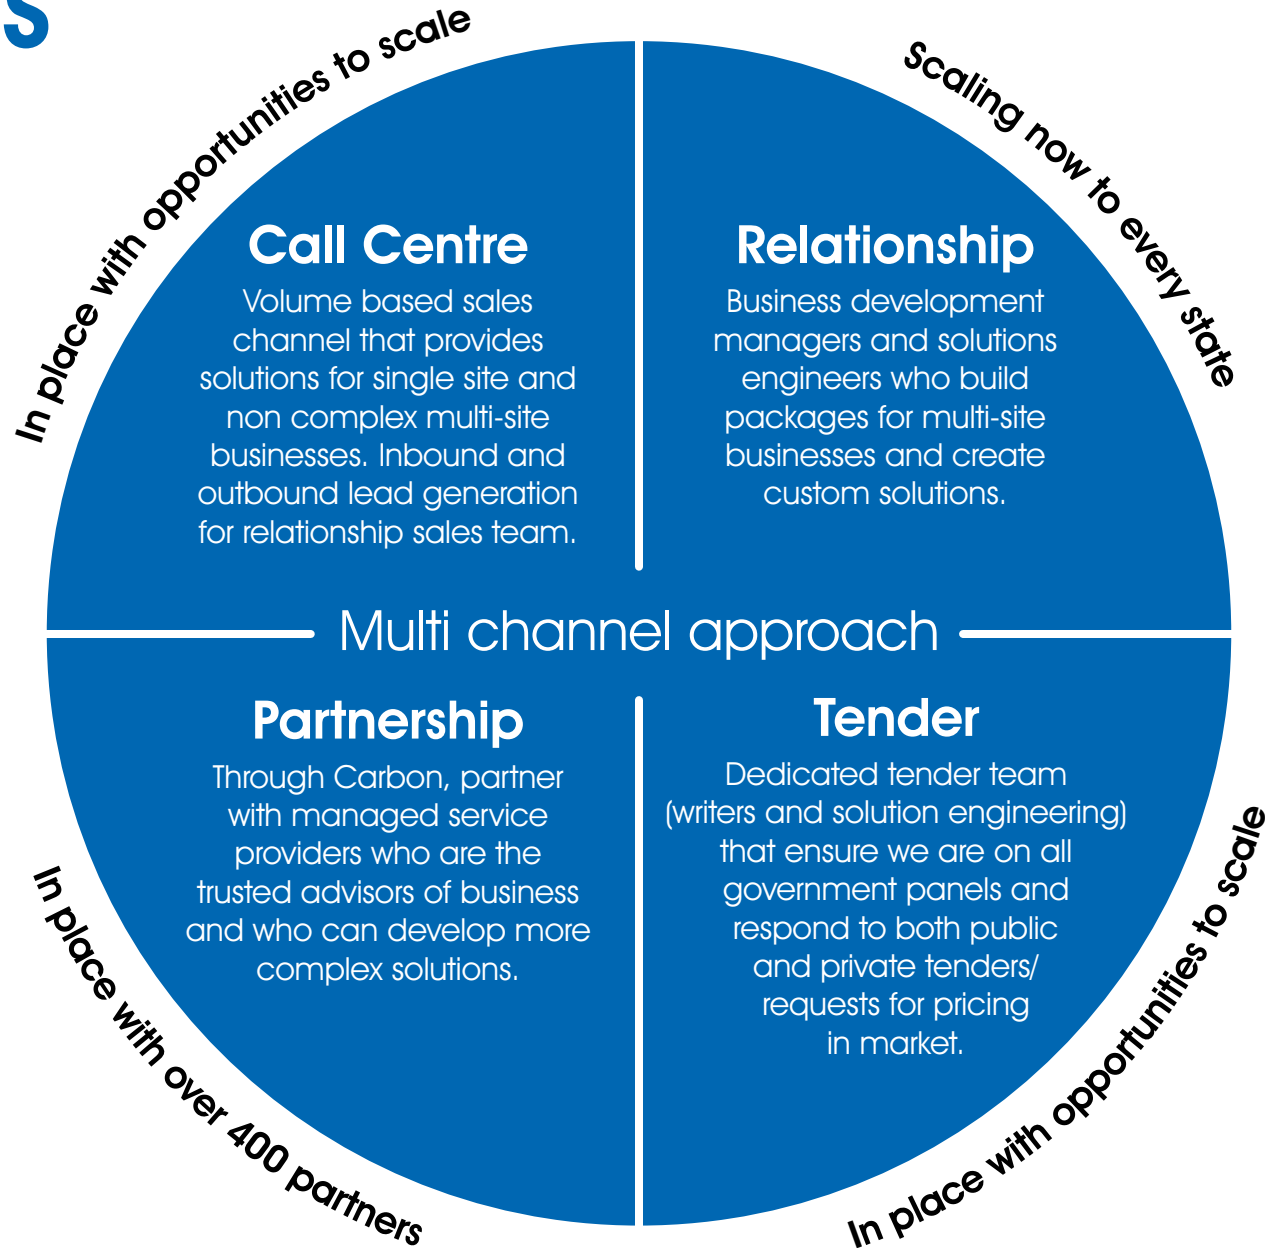 s
In place with opportunities to scale
Scaling now to every state
Call Centre
Volume based sales
channel that provides
solutions for single site and
non complex multi-site
businesses. Inbound and
outbound lead generation
for relationship sales team.
Relationship
Business development
managers and solutions
engineers who build
packages for multi-site
businesses and create
custom solutions.
Multi channel approach
Partnership
Through Carbon, partner
with managed service
providers who are the
trusted advisors of business
and who can develop more
complex solutions.
Tender
Dedicated tender team
(writers and solution engineering)
that ensure we are on all
government panels and
respond to both public
and private tenders/
requests for pricing
in market.
In place with over 400 partners
In place with opportunities to scale